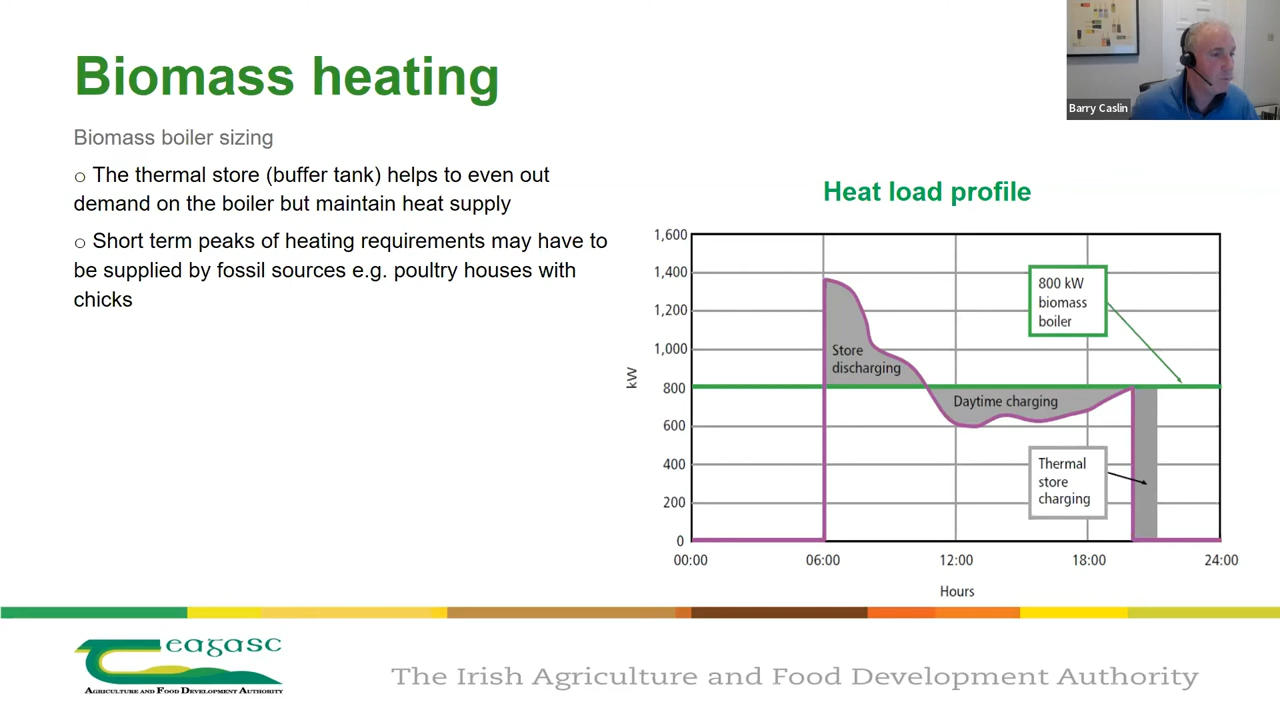 Biomass heating
Barry Caslin
Biomass boiler sizing
o The thermal store (buffer tank) helps to even out
demand on the boiler but maintain heat supply
o Short term peaks of heating requirements may have to
be supplied by fossil sources e.g. poultry houses with
chicks
Heat load profile
1,600
1,400
1,200
1,000
800
600
400
200
0
kW
800 kW
biomass
boiler
Store
discharging
Daytime charging
Thermal
store
charging
00:00
06:00
12:00
18:00
24:00
Hours
Teagasc
AGRICULTURE AND FOOD DEVELOPMENT AUTHORITY
The Irish Agriculture and Food Development Authority